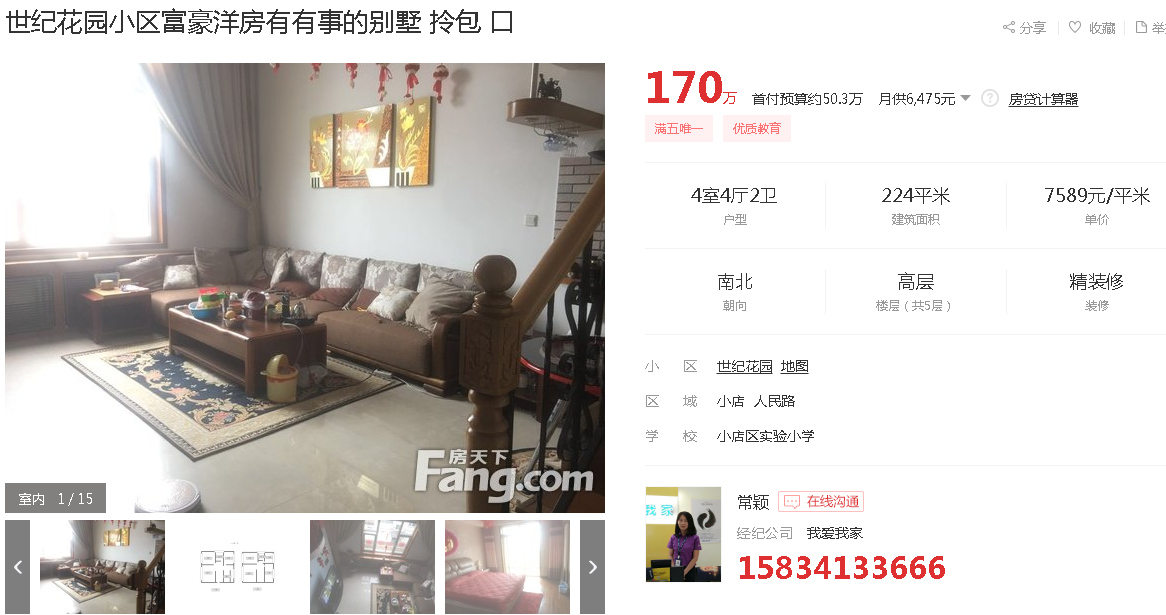 世纪花园小区富豪洋房有有事的别墅 拎包 口
分享
收藏
170万 首付预算约50.3万 月供6,475元 ? 房贷计算器
满五唯一 优质教育
4室4厅2卫 224平米 7589元/平米
户型 建筑面积 单价
南北 高层 精装修
朝向 楼层（共5层） 装修
小 区 世纪花园 地图
区 域 小店 人民路
学 校 小店区实验小学
房天下
Fang.com
室内 1 / 15
我家
常颖 在线沟通
经纪公司 我爱我家
15834133666